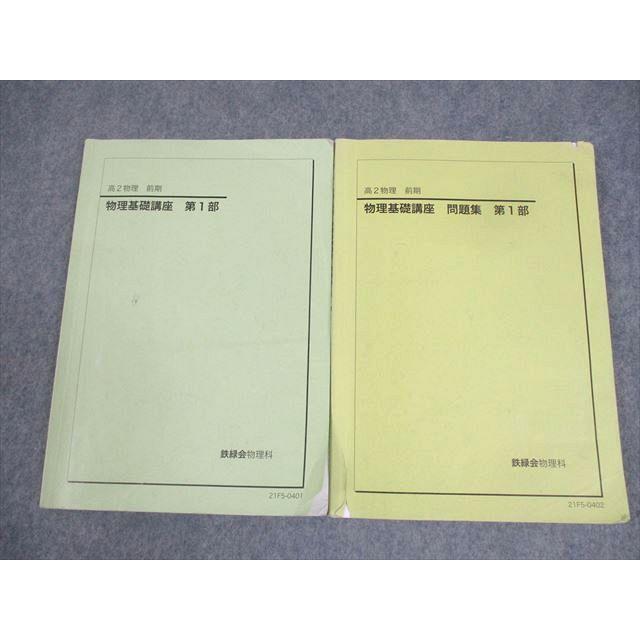 高2物理 前期
物理基礎講座 第1部
鉄緑会物理科
21F5-0401
高2物理 前期
物理基礎講座 問題集 第1部
鉄緑会物理科
21F5-0402